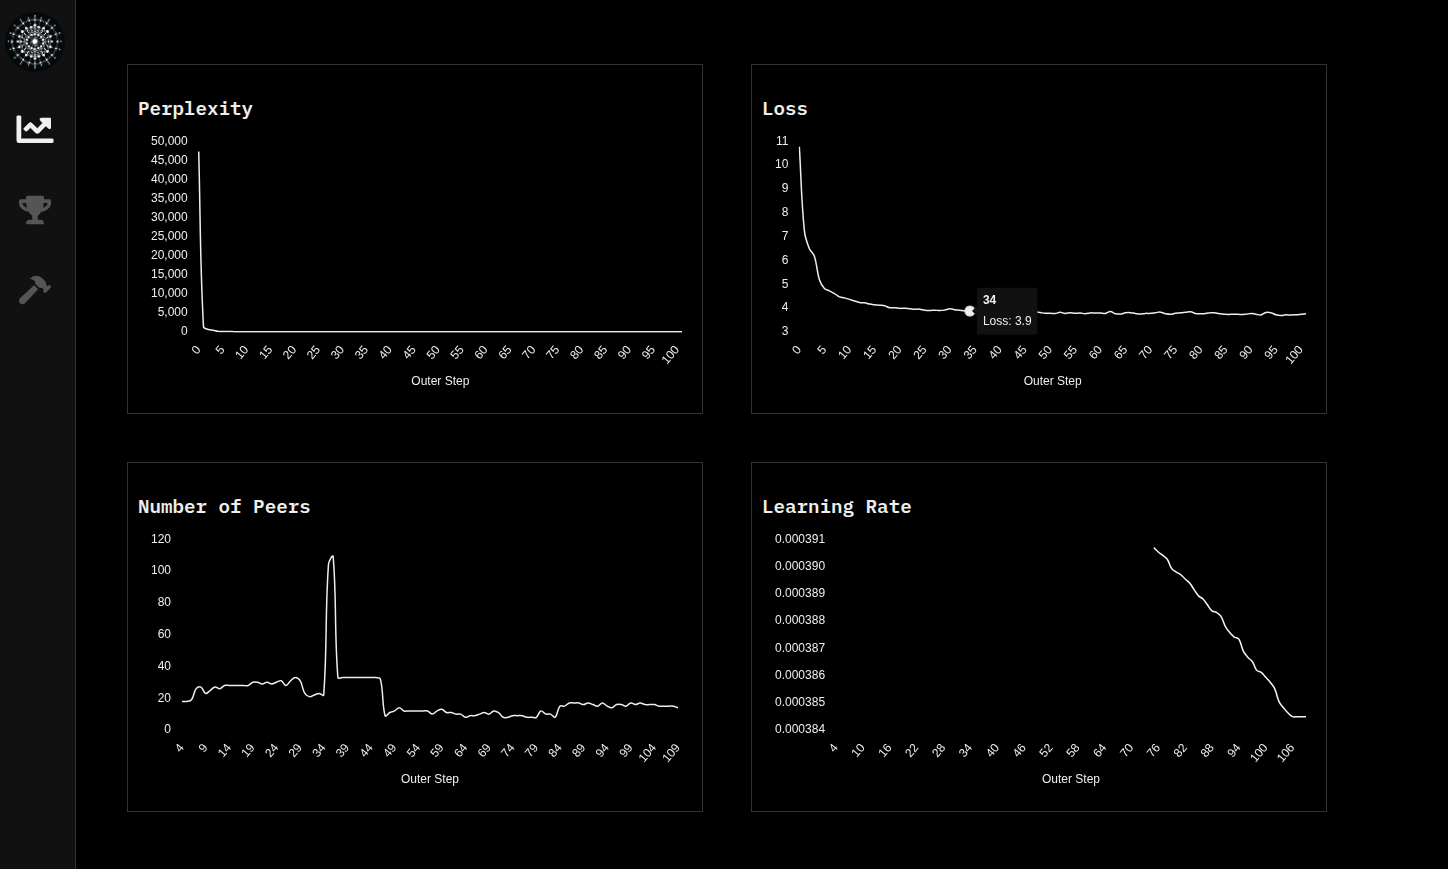 Perplexity
50,000
45,000
40,000
35,000
30,000
25,000
20,000
15,000
10,000
5,000
0
0 5 10 15 20 25 30 35 40 45 50 55 60 65 70 75 80 85 90 95 100
Outer Step
Loss
11
10
9
8
7
6
5
4
3
34
Loss: 3.9
0 5 10 15 20 25 30 35 40 45 50 55 60 65 70 75 80 85 90 95 100
Outer Step
Number of Peers
120
100
80
60
40
20
0
4 9 14 19 24 29 34 39 44 49 54 59 64 69 74 79 84 89 94 99 104 109
Outer Step
Learning Rate
0.000391
0.000390
0.000389
0.000388
0.000387
0.000386
0.000385
0.000384
4 10 16 22 28 34 40 46 52 58 64 70 76 82 88 94 100 106
Outer Step